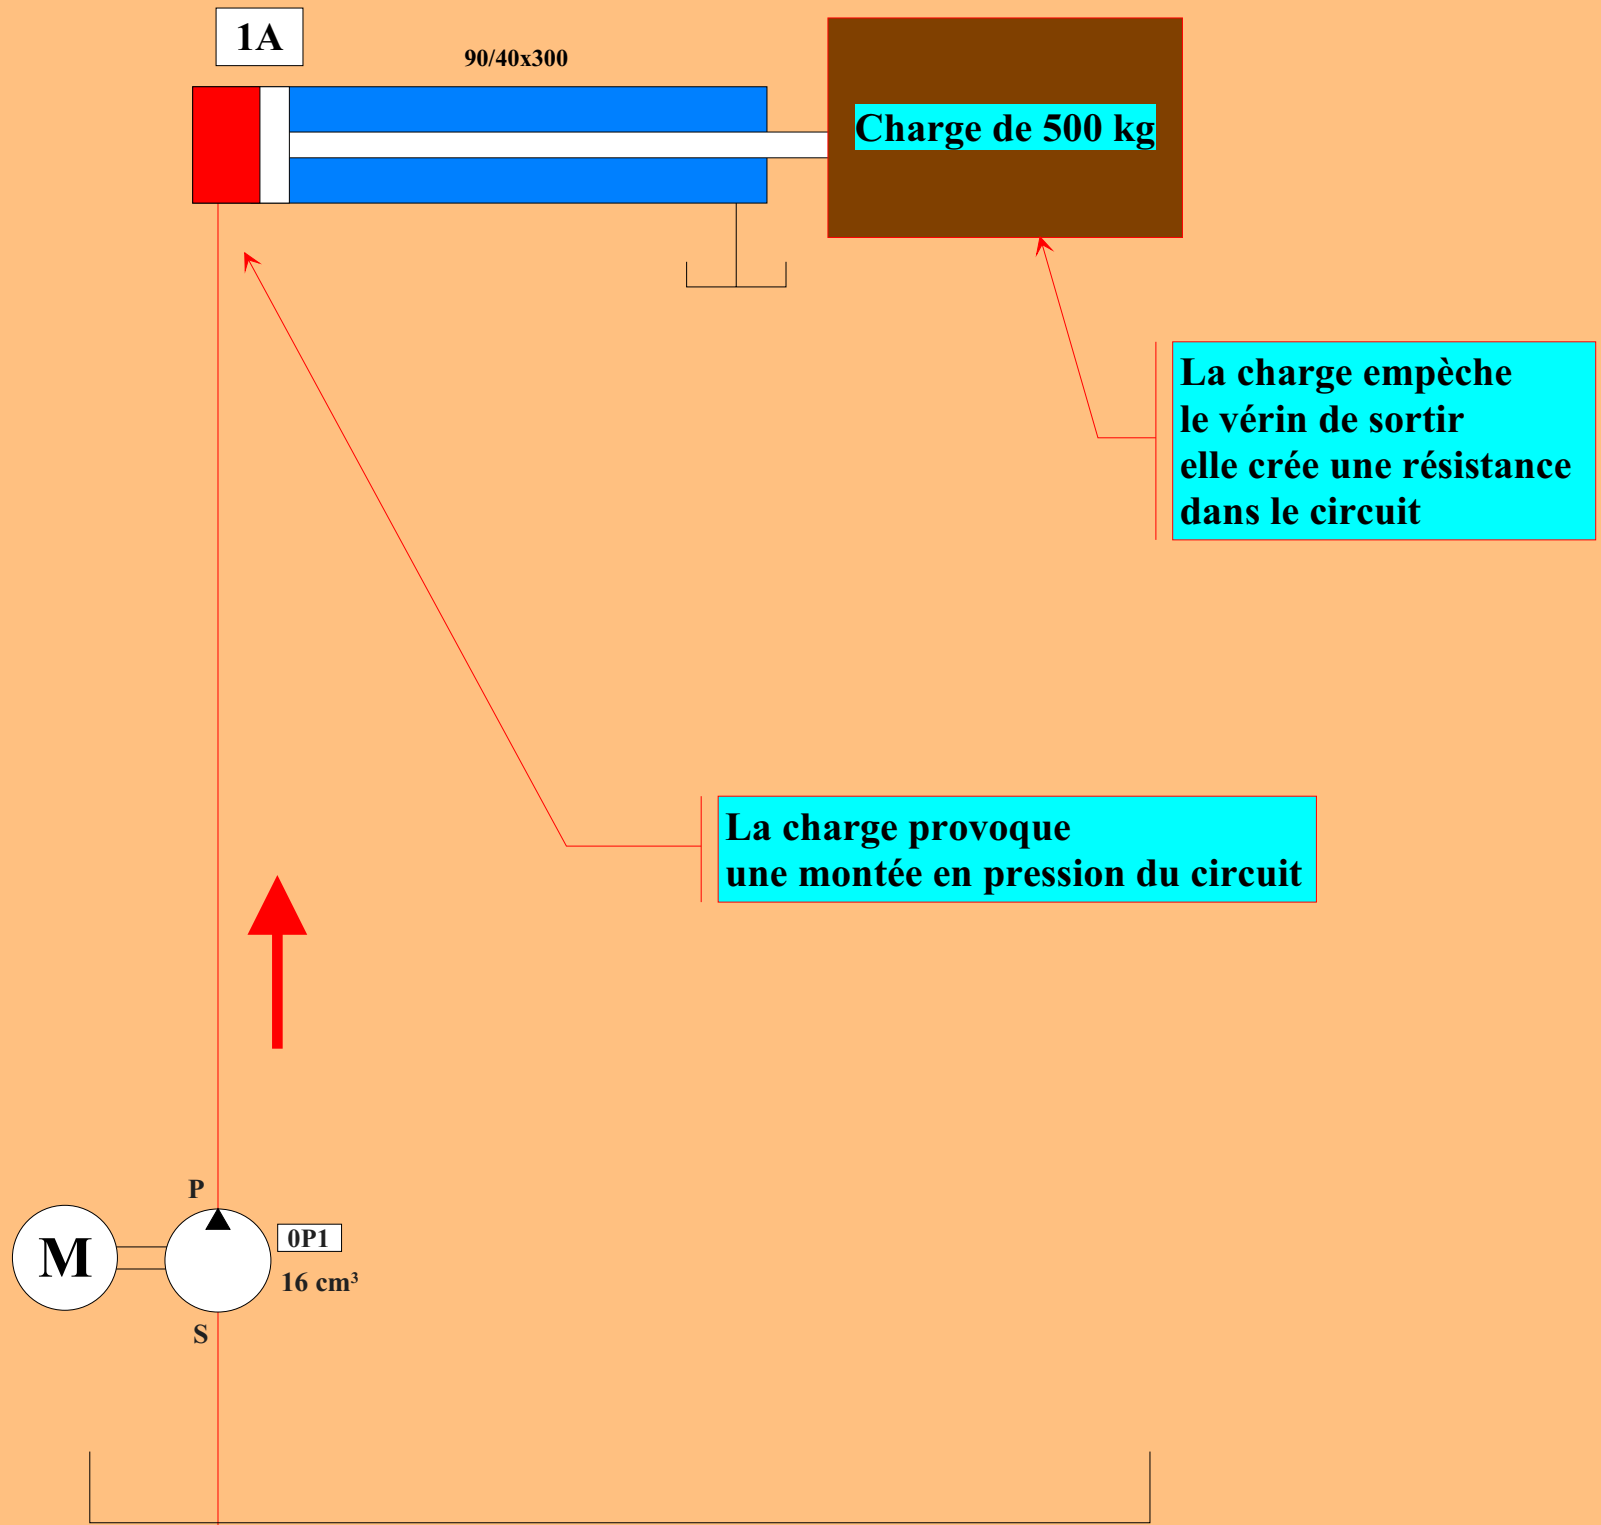 1A
90/40x300
Charge de 500 kg
La charge empèche
le vérin de sortir
elle crée une résistance
dans le circuit
La charge provoque
une montée en pression du circuit
P
M
0P1
16 cm³
S